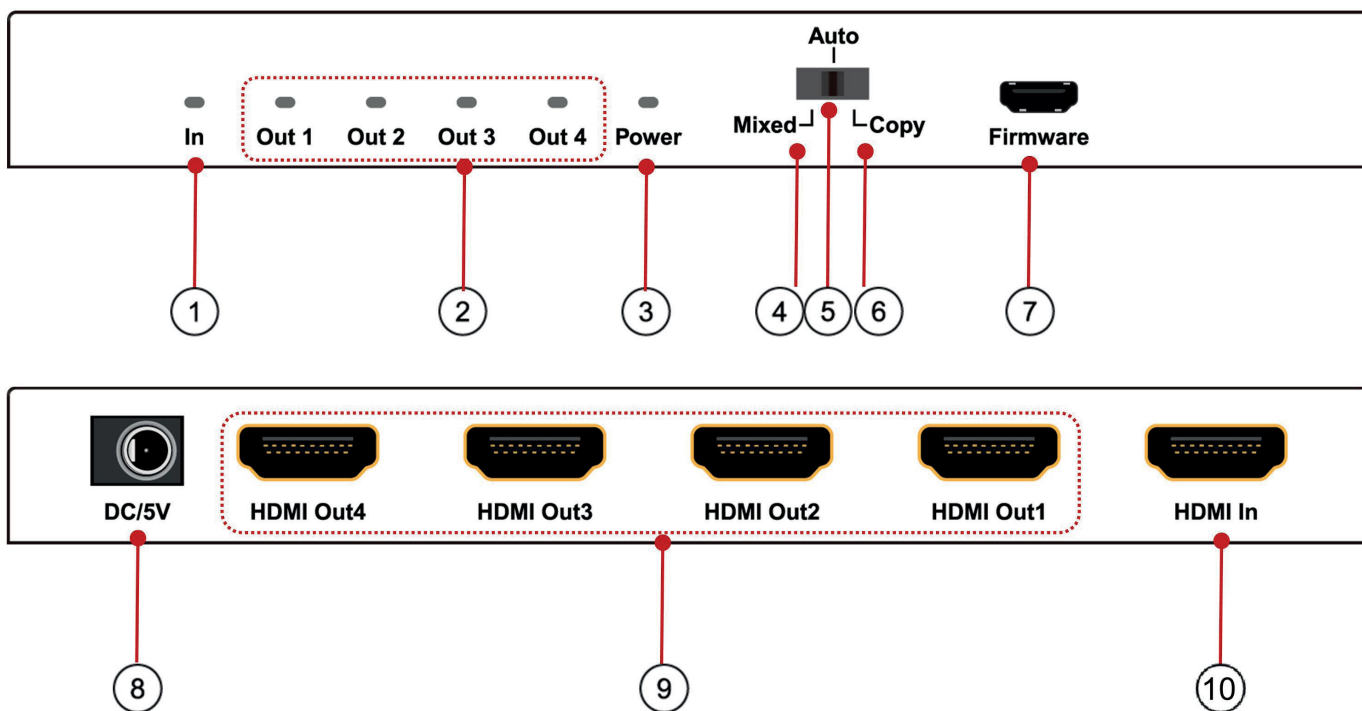 Auto
Mixed Copy
In Out 1 Out 2 Out 3 Out 4 Power Firmware
1 2 3 4 5 6 7
DC/5V HDMI Out4 HDMI Out3 HDMI Out2 HDMI Out1 HDMI In
8 9 10